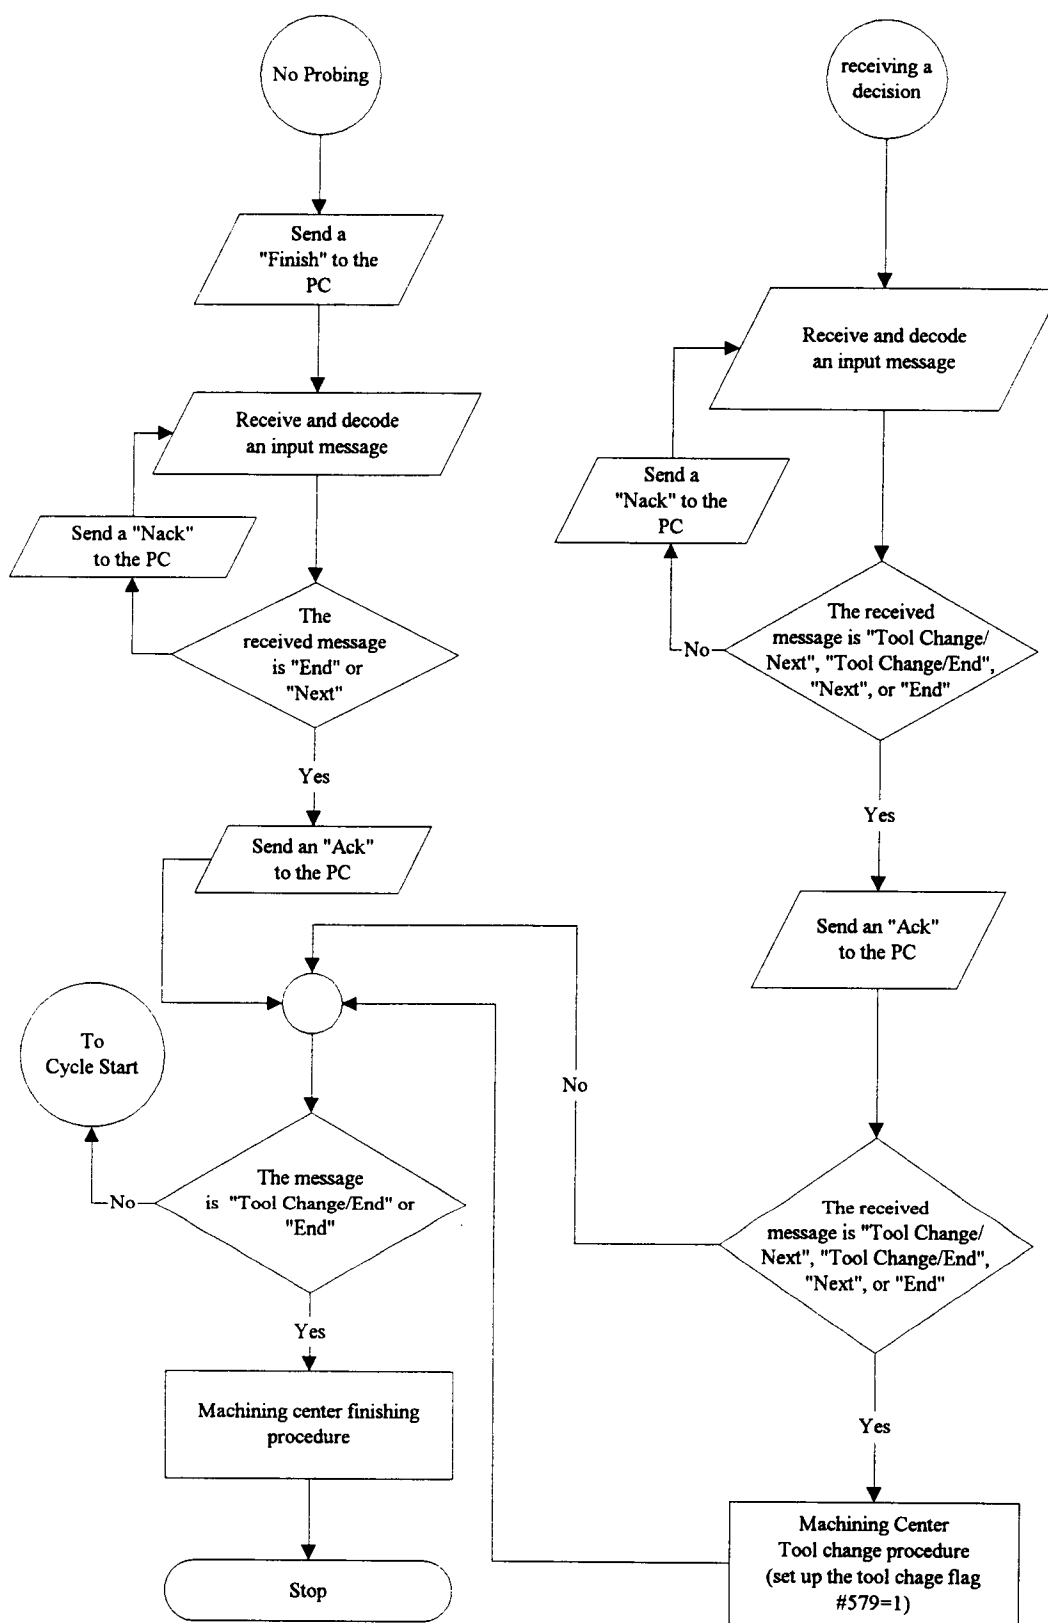 No Probing
Send a
"Finish" to the
PC
Receive and decode
an input message
Send a "Nack"
to the PC
The
received message
is "End" or
"Next"
Yes
Send an "Ack"
to the PC
To
Cycle Start
No
The message
is "Tool Change/End" or
"End"
Yes
Machining center finishing
procedure
Stop
receiving a
decision
Receive and decode
an input message
Send a
"Nack" to the
PC
No
The received
message is "Tool Change/
Next", "Tool Change/End",
"Next", or "End"
Yes
Send an "Ack"
to the PC
No
The received
message is "Tool Change/
Next", "Tool Change/End",
"Next", or "End"
Yes
Machining Center
Tool change procedure
(set up the tool chage flag
#579=1)